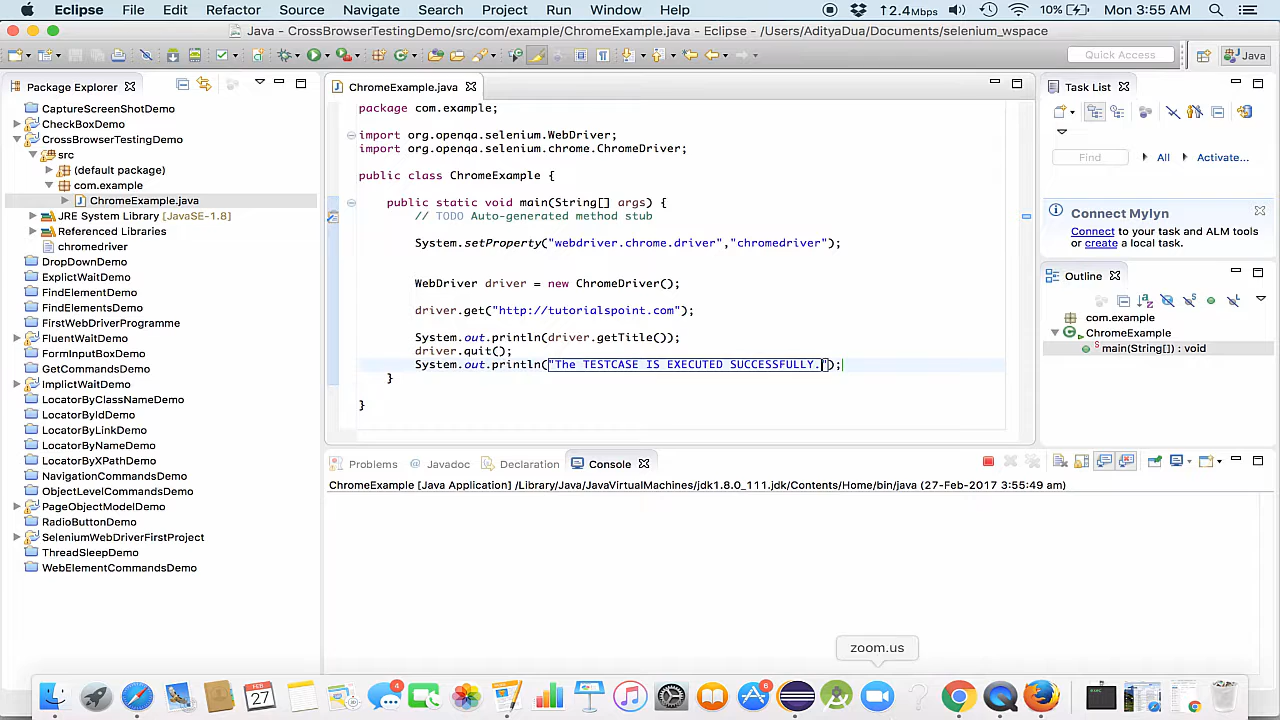 Eclipse File Edit Refactor Source Navigate Search Project Run Window Help 2.4Mbps 10% Mon 3:55 AM
Java - CrossBrowserTestingDemo/src/com/example/ChromeExample.java - Eclipse - /Users/AdityaDua/Documents/selenium_wspace
Quick Access Java
Package Explorer
CaptureScreenShotDemo
CheckBoxDemo
CrossBrowserTestingDemo
src
(default package)
com.example
ChromeExample.java
JRE System Library [JavaSE-1.8]
Referenced Libraries
chromedriver
DropDownDemo
ExplictWaitDemo
FindElementDemo
FindElementsDemo
FirstWebDriverProgramme
FluentWaitDemo
FormInputBoxDemo
GetCommandsDemo
ImplictWaitDemo
LocatorByClassNameDemo
LocatorByIdDemo
LocatorByLinkDemo
LocatorByNameDemo
LocatorByXPathDemo
NavigationCommandsDemo
ObjectLevelCommandsDemo
PageObjectModelDemo
RadioButtonDemo
SeleniumWebDriverFirstProject
ThreadSleepDemo
WebElementCommandsDemo
ChromeExample.java
package com.example;
import org.openqa.selenium.WebDriver;
import org.openqa.selenium.chrome.ChromeDriver;
public class ChromeExample {
public static void main(String[] args) {
// TODO Auto-generated method stub
System.setProperty("webdriver.chrome.driver","chromedriver");
WebDriver driver = new ChromeDriver();
driver.get("http://tutorialspoint.com");
System.out.println(driver.getTitle());
driver.quit();
System.out.println("The TESTCASE IS EXECUTED SUCCESSFULLY.");
}
}
Task List
Find All Activate...
Connect Mylyn
Connect to your task and ALM tools
or create a local task.
Outline
com.example
ChromeExample
main(String[]) : void
Problems @ Javadoc Declaration Console
ChromeExample [Java Application] /Library/Java/JavaVirtualMachines/jdk1.8.0_111.jdk/Contents/Home/bin/java (27-Feb-2017 3:55:49 am)
zoom.us
FEB
27
4
6